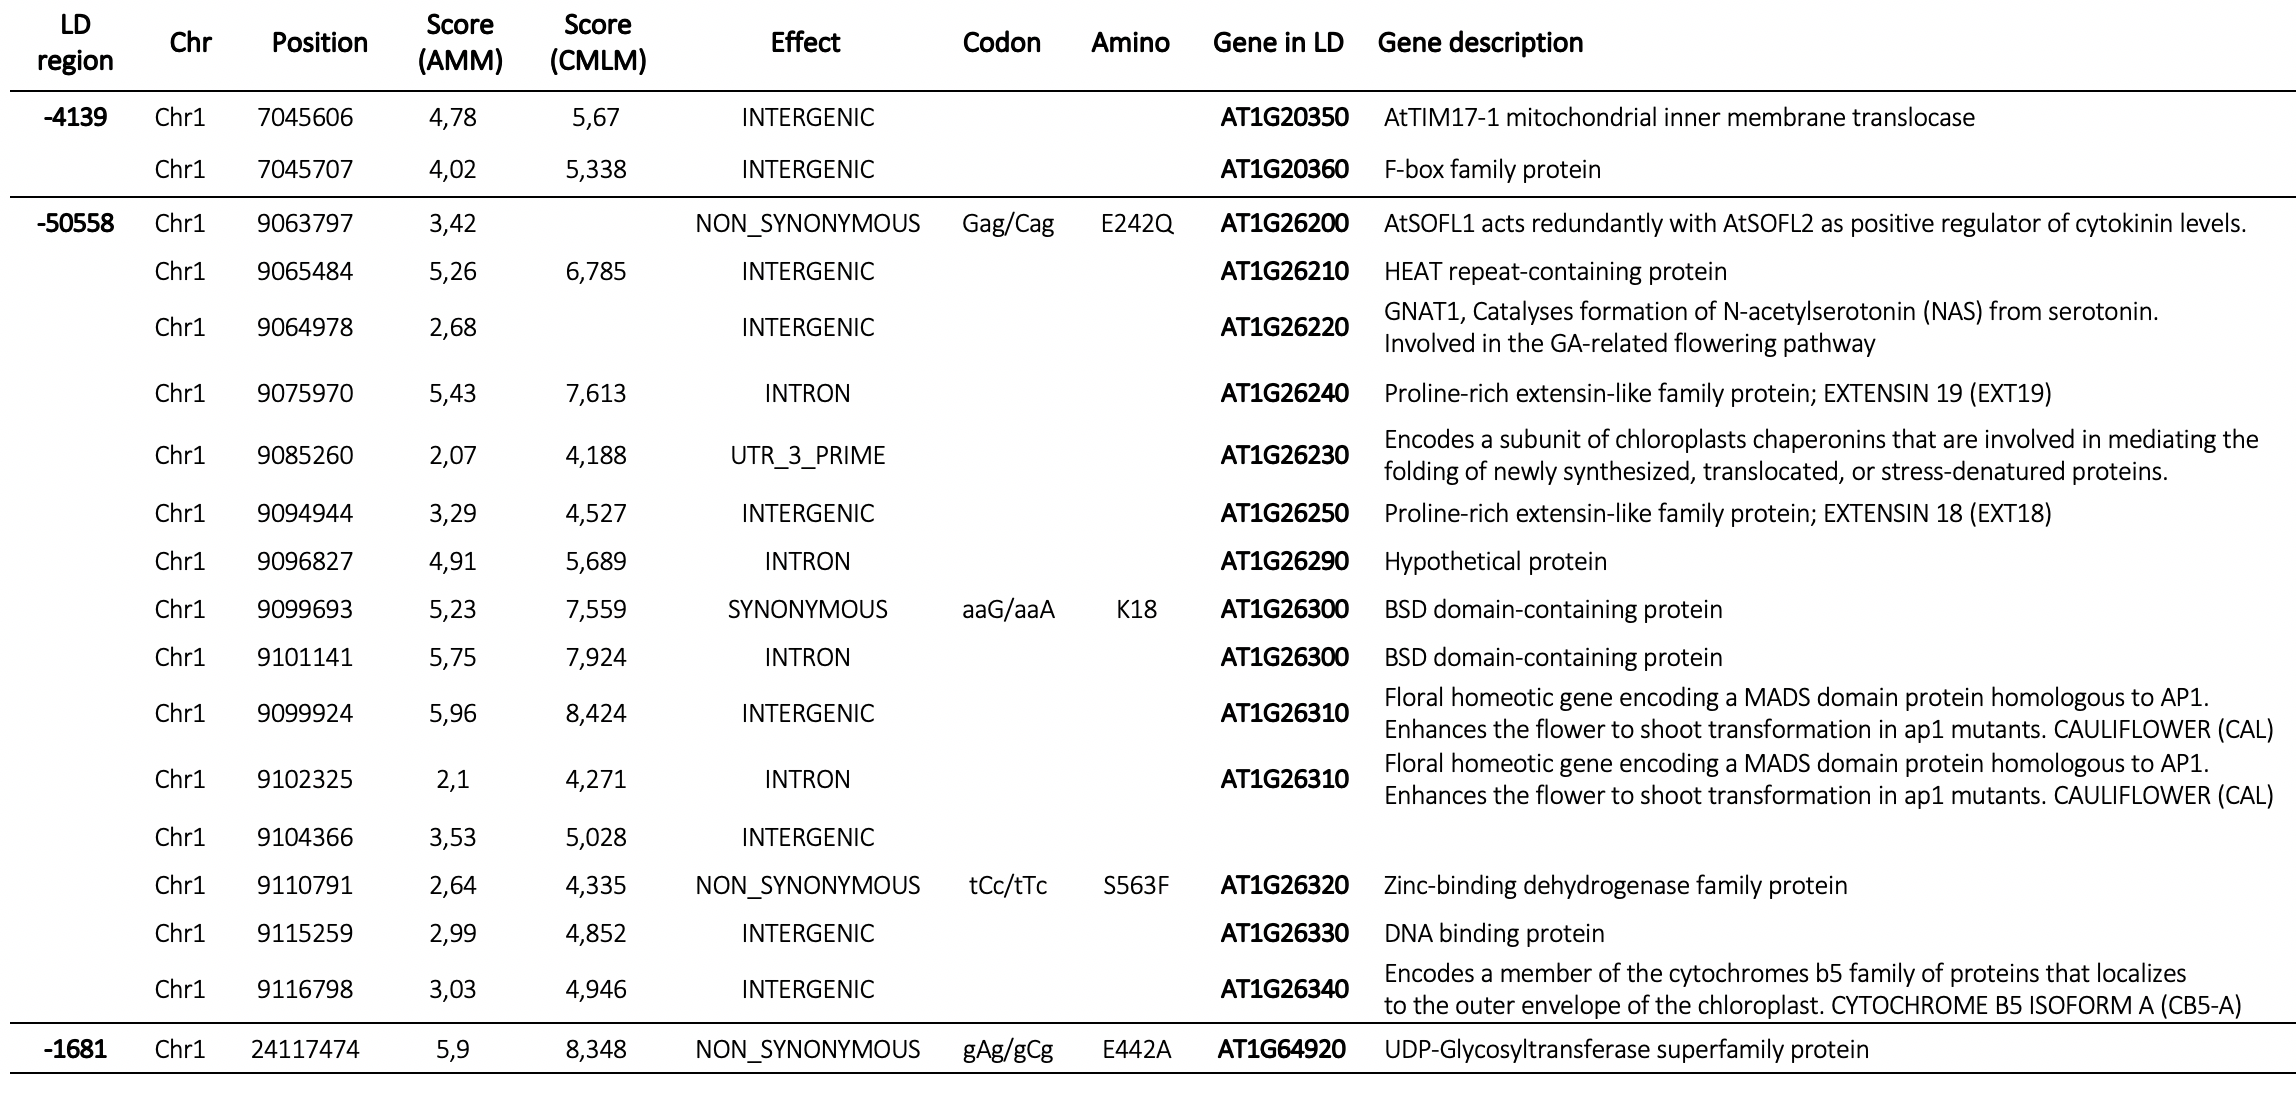 LD region Chr Position Score (AMM) Score (CMLM) Effect Codon Amino Gene in LD Gene description
-4139 Chr1 7045606 4,78 5,67 INTERGENIC AT1G20350 AtTIM17-1 mitochondrial inner membrane translocase
Chr1 7045707 4,02 5,338 INTERGENIC AT1G20360 F-box family protein
-50558 Chr1 9063797 3,42 NON_SYNONYMOUS Gag/Cag E242Q AT1G26200 AtSOFL1 acts redundantly with AtSOFL2 as positive regulator of cytokinin levels.
Chr1 9065484 5,26 6,785 INTERGENIC AT1G26210 HEAT repeat-containing protein
Chr1 9064978 2,68 INTERGENIC AT1G26220 GNAT1, Catalyses formation of N-acetylserotonin (NAS) from serotonin.
Involved in the GA-related flowering pathway
Chr1 9075970 5,43 7,613 INTRON AT1G26240 Proline-rich extensin-like family protein; EXTENSIN 19 (EXT19)
Chr1 9085260 2,07 4,188 UTR_3_PRIME AT1G26230 Encodes a subunit of chloroplasts chaperonins that are involved in mediating the
folding of newly synthesized, translocated, or stress-denatured proteins.
Chr1 9094944 3,29 4,527 INTERGENIC AT1G26250 Proline-rich extensin-like family protein; EXTENSIN 18 (EXT18)
Chr1 9096827 4,91 5,689 INTRON AT1G26290 Hypothetical protein
Chr1 9099693 5,23 7,559 SYNONYMOUS aaG/aaA K18 AT1G26300 BSD domain-containing protein
Chr1 9101141 5,75 7,924 INTRON AT1G26300 BSD domain-containing protein
Chr1 9099924 5,96 8,424 INTERGENIC AT1G26310 Floral homeotic gene encoding a MADS domain protein homologous to AP1.
Enhances the flower to shoot transformation in ap1 mutants. CAULIFLOWER (CAL)
Chr1 9102325 2,1 4,271 INTRON AT1G26310 Floral homeotic gene encoding a MADS domain protein homologous to AP1.
Enhances the flower to shoot transformation in ap1 mutants. CAULIFLOWER (CAL)
Chr1 9104366 3,53 5,028 INTERGENIC
Chr1 9110791 2,64 4,335 NON_SYNONYMOUS tCc/tTc S563F AT1G26320 Zinc-binding dehydrogenase family protein
Chr1 9115259 2,99 4,852 INTERGENIC AT1G26330 DNA binding protein
Chr1 9116798 3,03 4,946 INTERGENIC AT1G26340 Encodes a member of the cytochromes b5 family of proteins that localizes
to the outer envelope of the chloroplast. CYTOCHROME B5 ISOFORM A (CB5-A)
-1681 Chr1 24117474 5,9 8,348 NON_SYNONYMOUS gAg/gCg E442A AT1G64920 UDP-Glycosyltransferase superfamily protein